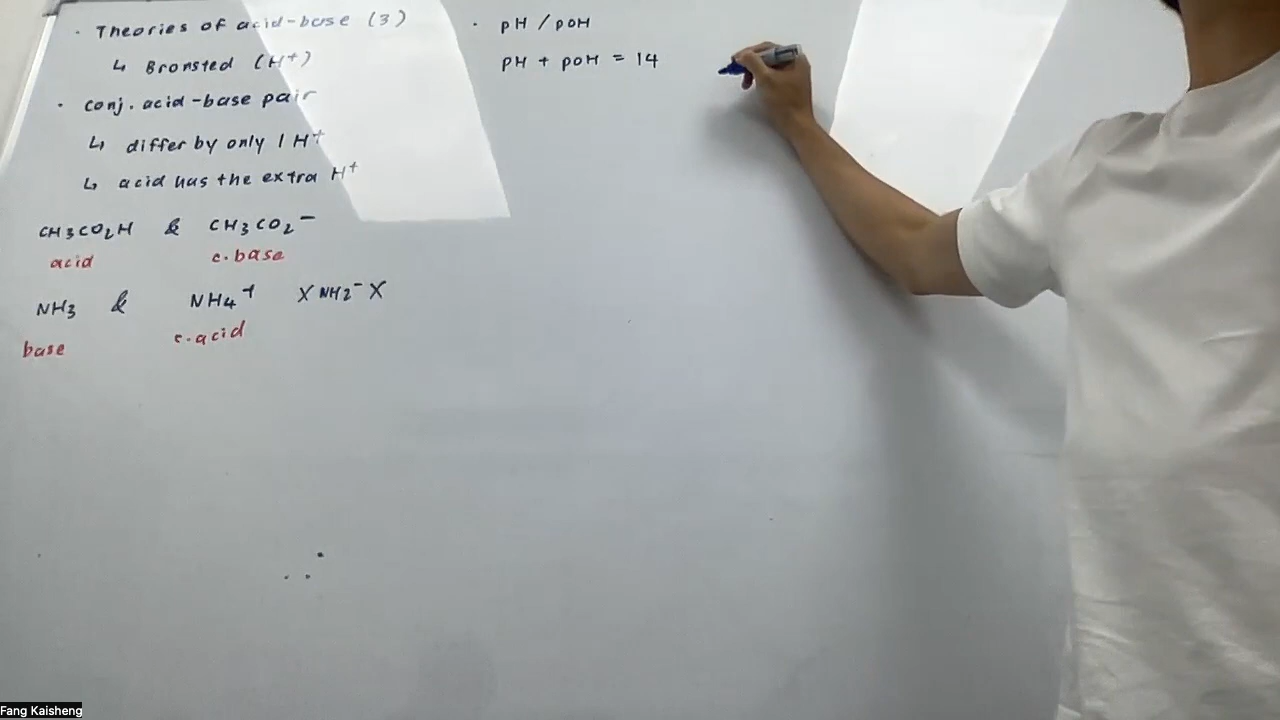 · Theories of acid-base (3)
↳ Bronsted (H⁺)
· conj. acid-base pair
↳ differ by only 1 H⁺
↳ acid has the extra H⁺
CH₃CO₂H & CH₃CO₂⁻
acid c. base
NH₃ & NH₄⁺ X NH₂⁻ X
base c. acid
· pH / pOH
pH + pOH = 14
Fang Kaisheng